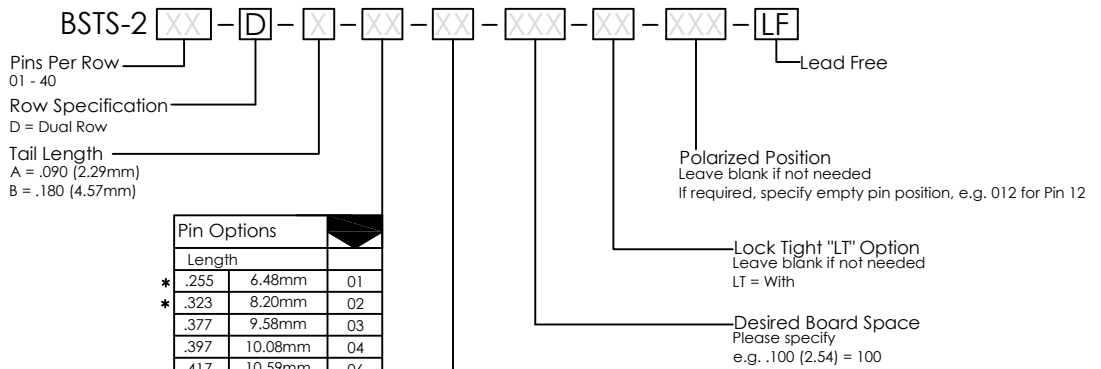 BSTS-2 XX - D - X - XX - XX - XXX - XX - XXX - LF
Pins Per Row
01 - 40
Row Specification
D = Dual Row
Tail Length
A = .090 (2.29mm)
B = .180 (4.57mm)
Lead Free
Polarized Position
Leave blank if not needed
If required, specify empty pin position, e.g. 012 for Pin 12
Lock Tight "LT" Option
Leave blank if not needed
LT = With
Desired Board Space
Please specify
e.g. .100 (2.54) = 100
Pin Options
Length
* .255 6.48mm 01
* .323 8.20mm 02
.377 9.58mm 03
.397 10.08mm 04
.417 10.59mm